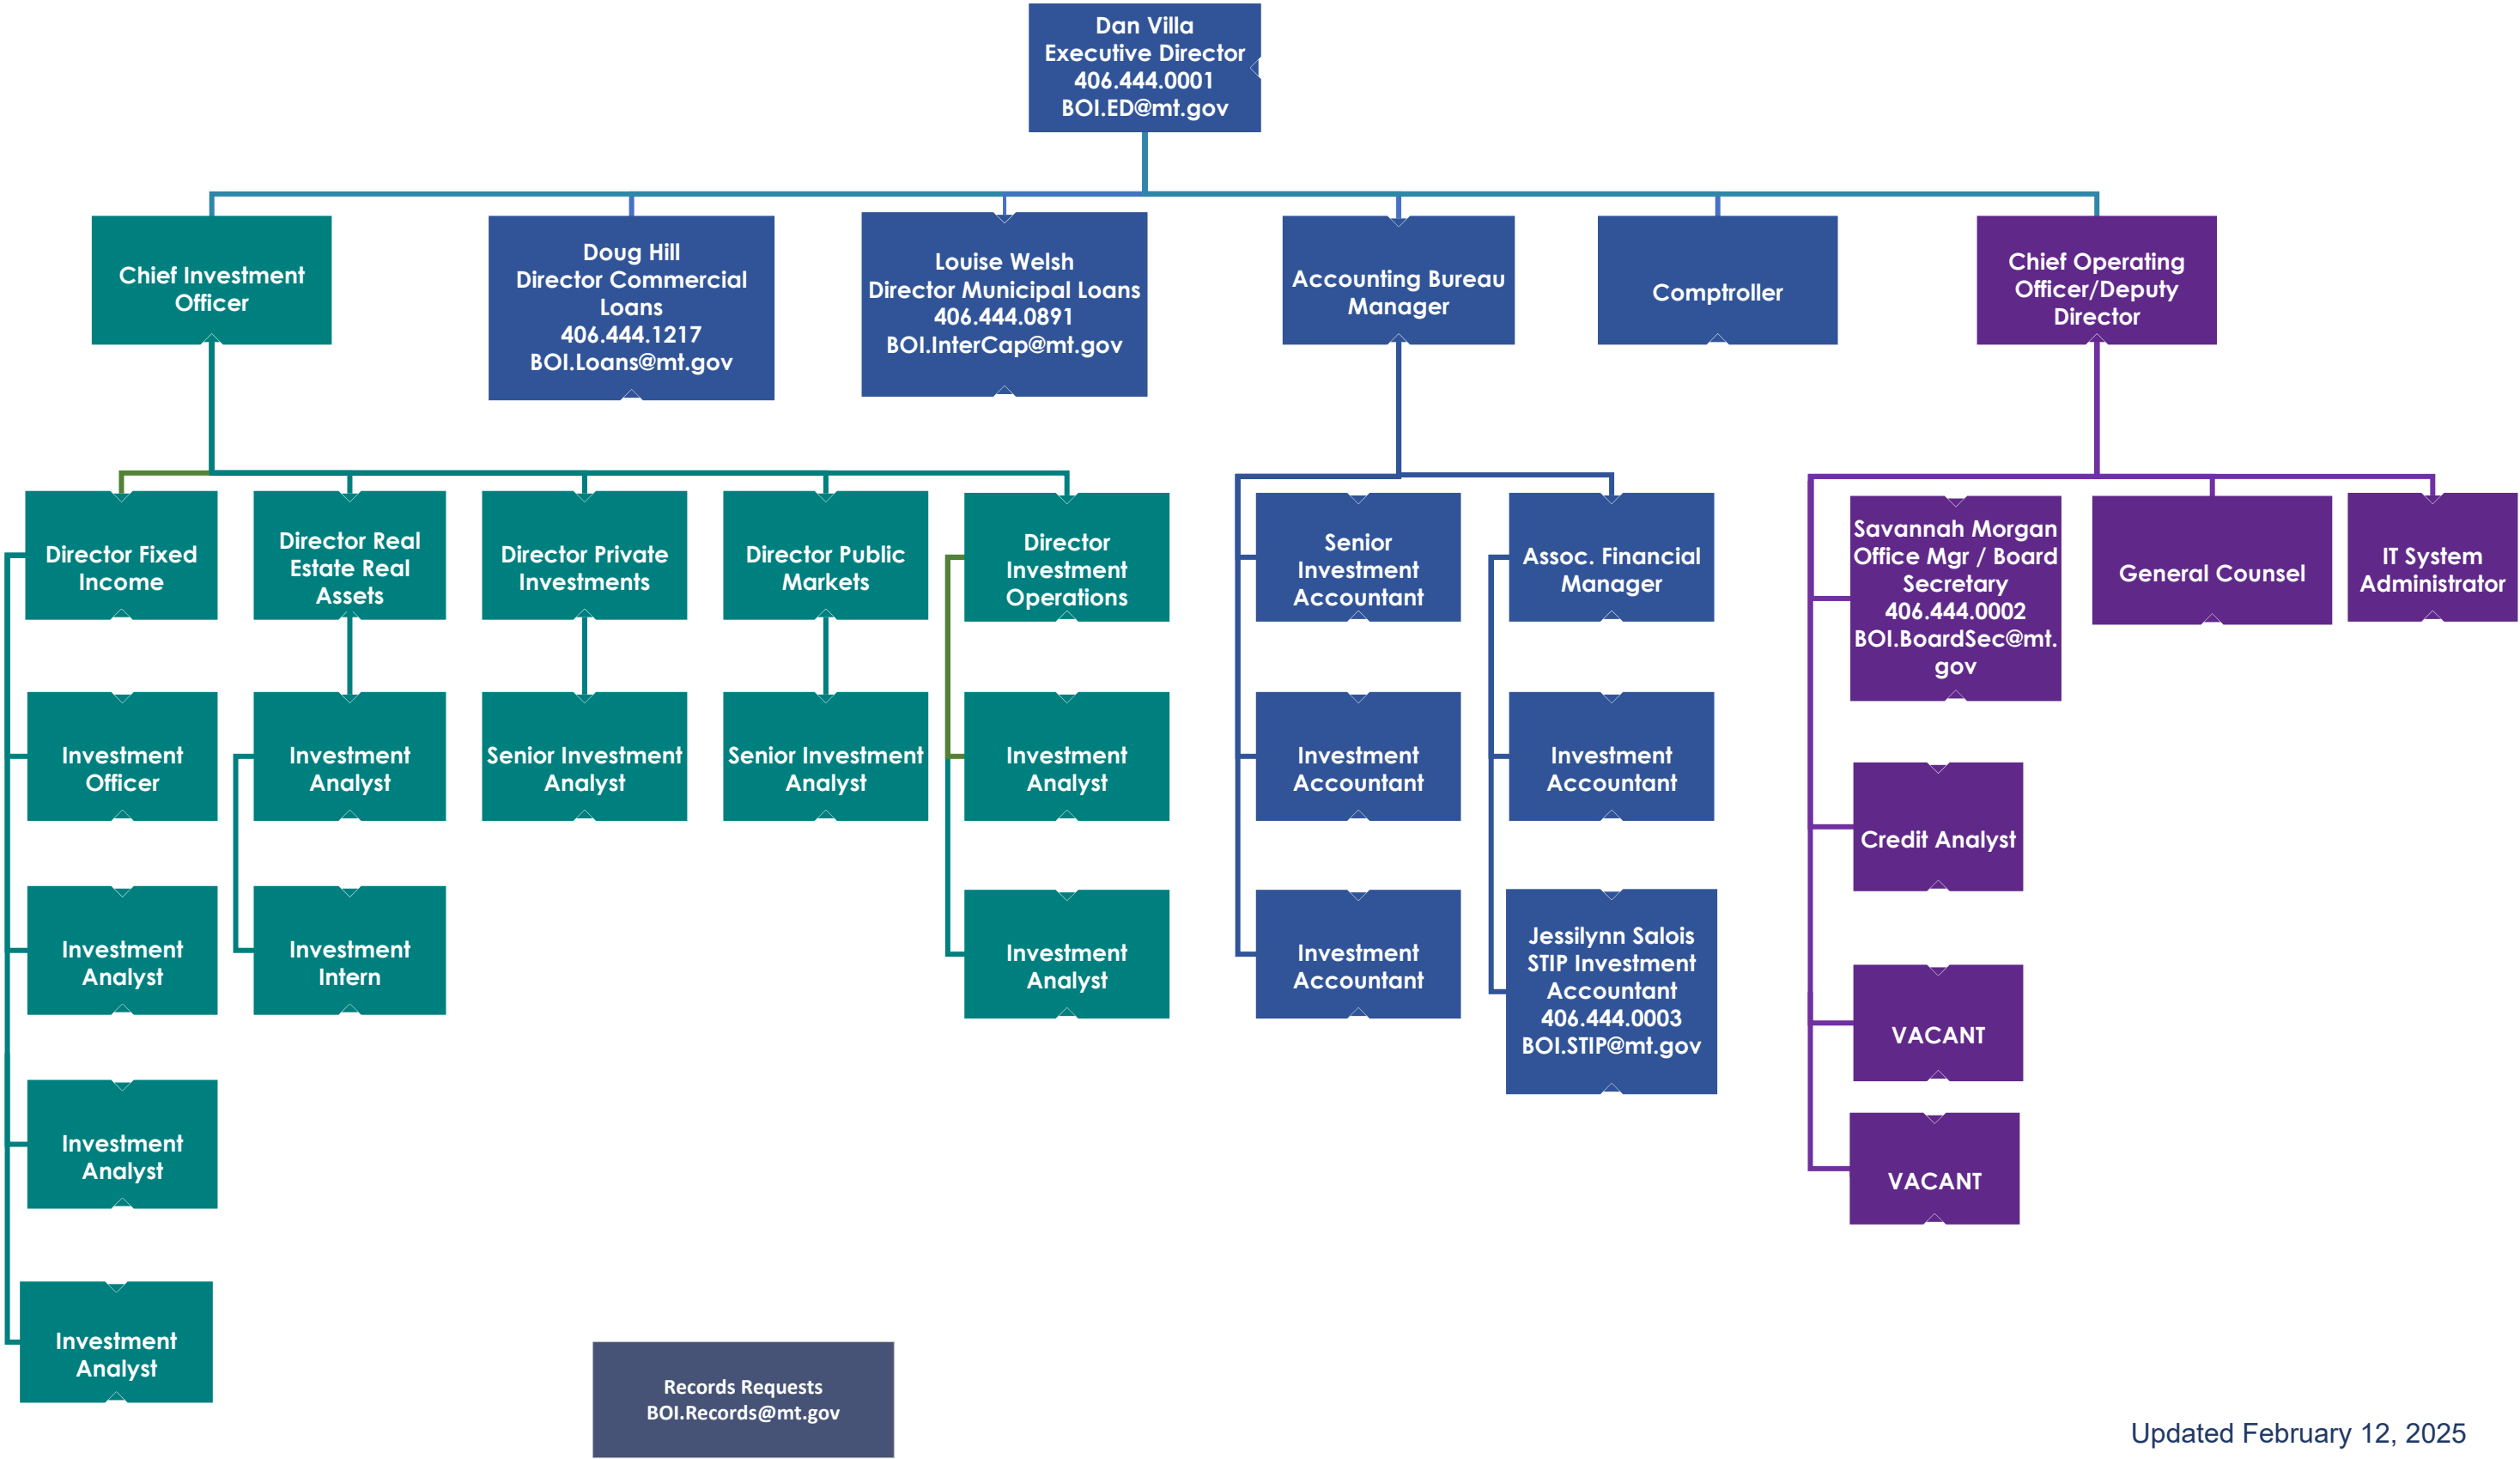 Dan Villa
Executive Director
406.444.0001
BOI.ED@mt.gov
Chief Investment
Officer
Doug Hill
Director Commercial
Loans
406.444.1217
BOI.Loans@mt.gov
Louise Welsh
Director Municipal Loans
406.444.0891
BOI.InterCap@mt.gov
Accounting Bureau
Manager
Comptroller
Chief Operating
Officer/Deputy
Director
Director Fixed
Income
Director Real
Estate Real
Assets
Director Private
Investments
Director Public
Markets
Director
Investment
Operations
Senior
Investment
Accountant
Assoc. Financial
Manager
Savannah Morgan
Office Mgr / Board
Secretary
406.444.0002
BOI.BoardSec@mt.
gov
General Counsel
IT System
Administrator
Investment
Officer
Investment
Analyst
Senior Investment
Analyst
Senior Investment
Analyst
Investment
Analyst
Investment
Accountant
Investment
Accountant
Credit Analyst
Investment
Analyst
Investment
Intern
Investment
Analyst
Investment
Accountant
Jessilynn Salois
STIP Investment
Accountant
406.444.0003
BOI.STIP@mt.gov
VACANT
Investment
Analyst
VACANT
Investment
Analyst
Records Requests
BOI.Records@mt.gov
Updated February 12, 2025